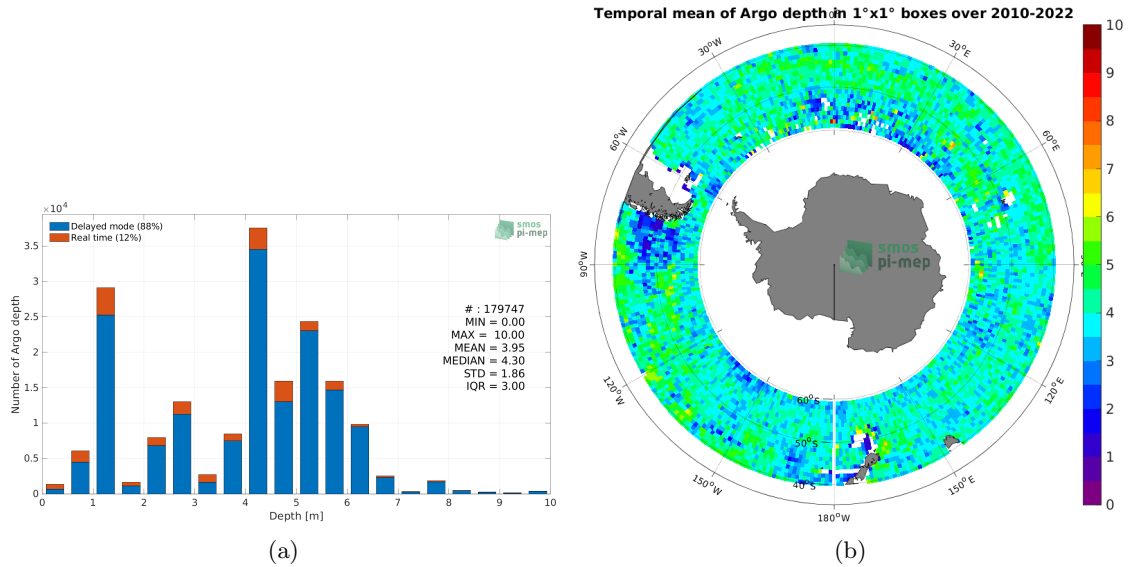 Temporal mean of Argo depth in 1°x1° boxes over 2010-2022
×10⁴
Delayed mode (88%)
Real time (12%)
smos
pi-mep
# : 179747
MIN = 0.00
MAX = 10.00
MEAN = 3.95
MEDIAN = 4.30
STD = 1.86
IQR = 3.00
Number of Argo depth
3.5
3
2.5
2
1.5
1
0.5
0
0 1 2 3 4 5 6 7 8 9 10
Depth [m]
(a)
30°W
30°E
60°W
60°E
90°W
120°W
120°E
150°W
150°E
180°W
60°S
50°S
40°S
smos
pi-mep
10
9
8
7
6
5
4
3
2
1
0
(b)